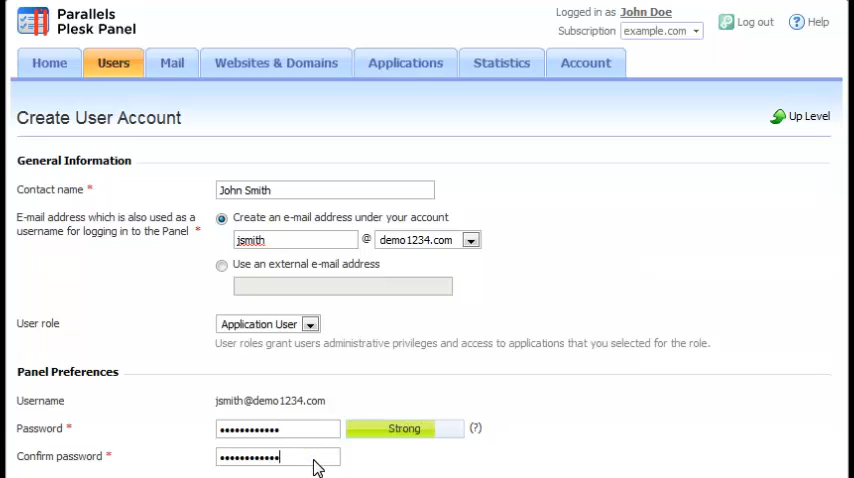 Parallels
Plesk Panel
Logged in as John Doe
Subscription example.com
Log out
Help
Home
Users
Mail
Websites & Domains
Applications
Statistics
Account
Create User Account
Up Level
General Information
Contact name *
John Smith
E-mail address which is also used as a
username for logging in to the Panel *
Create an e-mail address under your account
jsmith @ demo1234.com
Use an external e-mail address
User role
Application User
User roles grant users administrative privileges and access to applications that you selected for the role.
Panel Preferences
Username
jsmith@demo1234.com
Password *
•••••••••••• Strong (?)
Confirm password *
••••••••••••